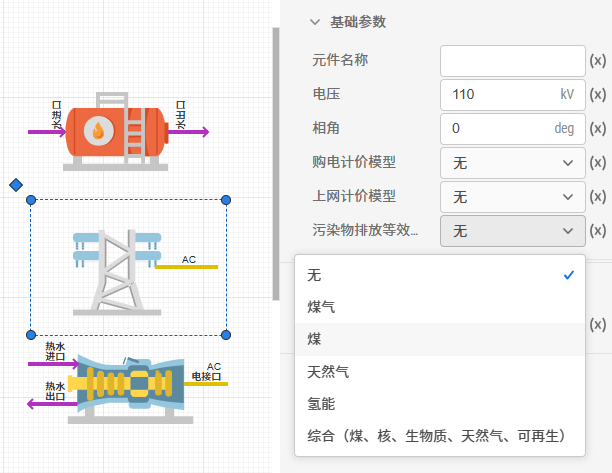 水进口
水出口
AC
热水
进口
热水
出口
AC
电接口
基础参数
元件名称 (x)
电压 110 kV (x)
相角 0 deg (x)
购电计价模型 无 (x)
上网计价模型 无 (x)
污染物排放等效... 无 (x)
无
煤气
煤
(x)
天然气
氢能
综合（煤、核、生物质、天然气、可再生）